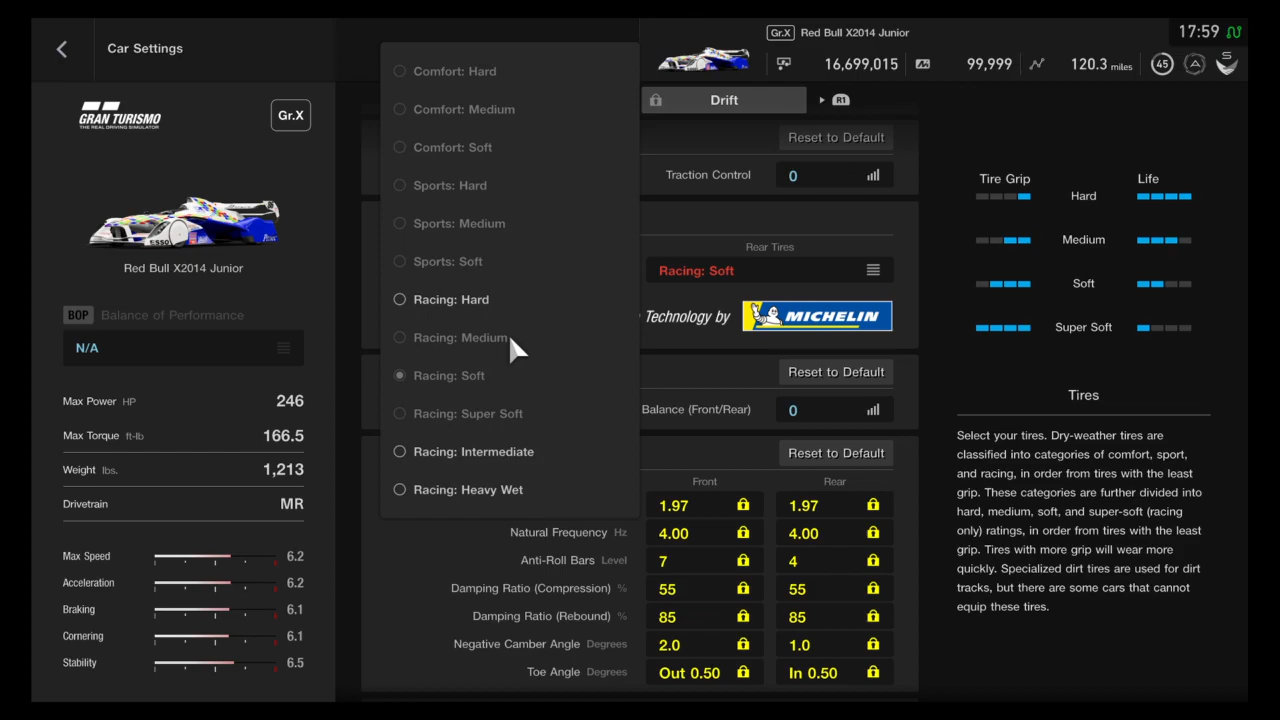 Car Settings
Gr.X Red Bull X2014 Junior
17:59
16,699,015
99,999
120.3 miles
45
S
GRAN TURISMO
THE REAL DRIVING SIMULATOR
Gr.X
ESSO
Red Bull X2014 Junior
BOP Balance of Performance
N/A
Max Power HP 246
Max Torque ft-lb 166.5
Weight lbs. 1,213
Drivetrain MR
Max Speed 6.2
Acceleration 6.2
Braking 6.1
Cornering 6.1
Stability 6.5
Comfort: Hard
Comfort: Medium
Comfort: Soft
Sports: Hard
Sports: Medium
Sports: Soft
Racing: Hard
Racing: Medium
Racing: Soft
Racing: Super Soft
Racing: Intermediate
Racing: Heavy Wet
Drift R1
Reset to Default
Traction Control 0
Rear Tires
Racing: Soft
Technology by MICHELIN
Reset to Default
Balance (Front/Rear) 0
Reset to Default
Front Rear
1.97 1.97
Natural Frequency Hz 4.00 4.00
Anti-Roll Bars Level 7 4
Damping Ratio (Compression) % 55 55
Damping Ratio (Rebound) % 85 85
Negative Camber Angle Degrees 2.0 1.0
Toe Angle Degrees Out 0.50 In 0.50
Tire Grip Life
Hard
Medium
Soft
Super Soft
Tires
Select your tires. Dry-weather tires are
classified into categories of comfort, sport,
and racing, in order from tires with the least
grip. These categories are further divided into
hard, medium, soft, and super-soft (racing
only) ratings, in order from tires with the least
grip. Tires with more grip will wear more
quickly. Specialized dirt tires are used for dirt
tracks, but there are some cars that cannot
equip these tires.